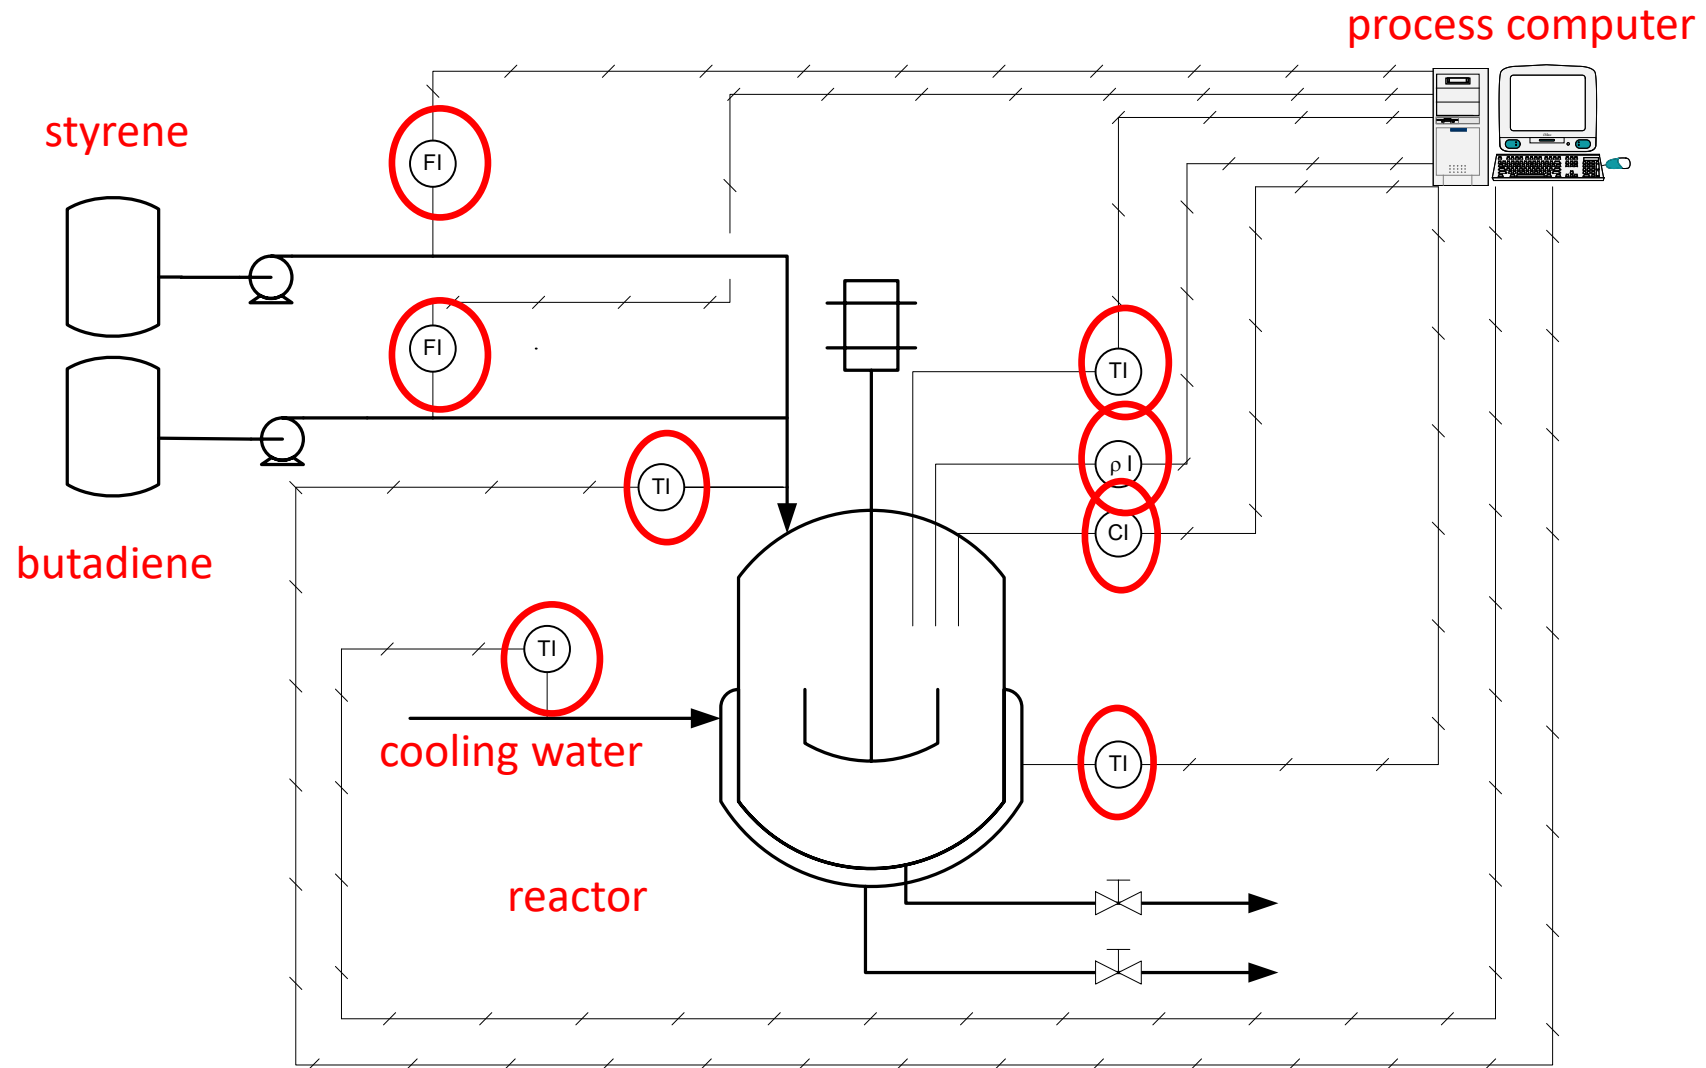 process computer
styrene
FI
FI
TI
ρ I
TI
CI
butadiene
TI
cooling water
TI
reactor